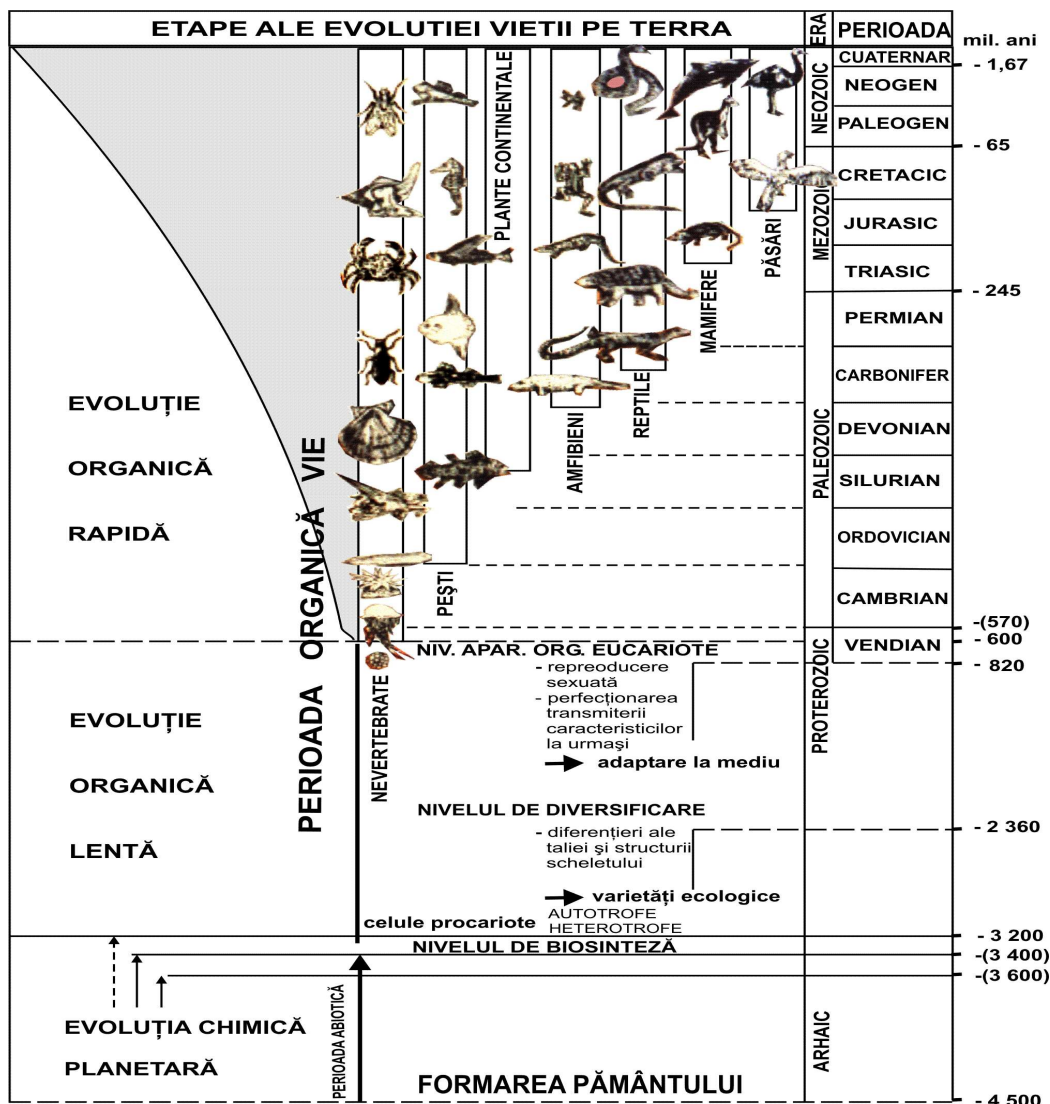 ETAPE ALE EVOLUTIEI VIETII PE TERRA
ERA
PERIOADA
mil. ani
CUATERNAR
- 1,67
NEOZOIC
NEOGEN
PALEOGEN
- 65
PLANTE CONTINENTALE
MEZOZOIC
CRETACIC
JURASIC
PĂSĂRI
TRIASIC
- 245
MAMIFERE
PERMIAN
REPTILE
CARBONIFER
AMFIBIENI
PALEOZOIC
DEVONIAN
SILURIAN
ORDOVICIAN
PEŞTI
CAMBRIAN
-(570)
- 600
EVOLUȚIE
ORGANICĂ
RAPIDĂ
PERIOADA ORGANICĂ VIE
NEVERTEBRATE
NIV. APAR. ORG. EUCARIOTE
PROTEROZOIC
VENDIAN
- 820
- repreoducere
sexuată
- perfecționarea
transmiterii
caracteristicilor
la urmaşi
adaptare la mediu
EVOLUȚIE
ORGANICĂ
LENTĂ
NIVELUL DE DIVERSIFICARE
- 2 360
- diferențieri ale
taliei şi structurii
scheletului
varietăți ecologice
celule procariote
AUTOTROFE
HETEROTROFE
- 3 200
NIVELUL DE BIOSINTEZĂ
-(3 400)
-(3 600)
EVOLUȚIA CHIMICĂ
PLANETARĂ
PERIOADA ABIOTICĂ
ARHAIC
FORMAREA PĂMÂNTULUI
- 4 500